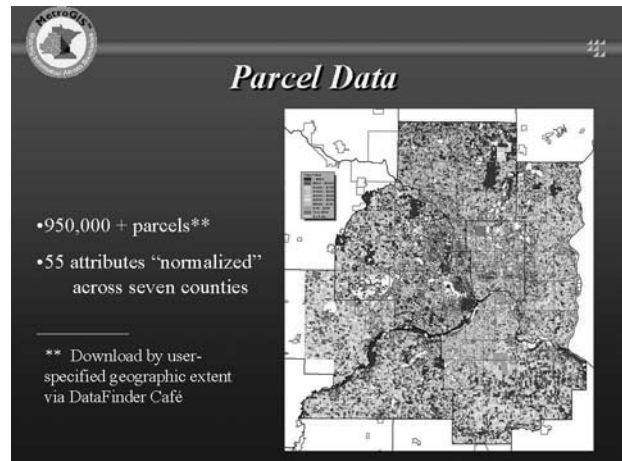 MetroGIS
Parcel Data
•950,000 + parcels**
•55 attributes “normalized”
across seven counties
** Download by user-
specified geographic extent
via DataFinder Café